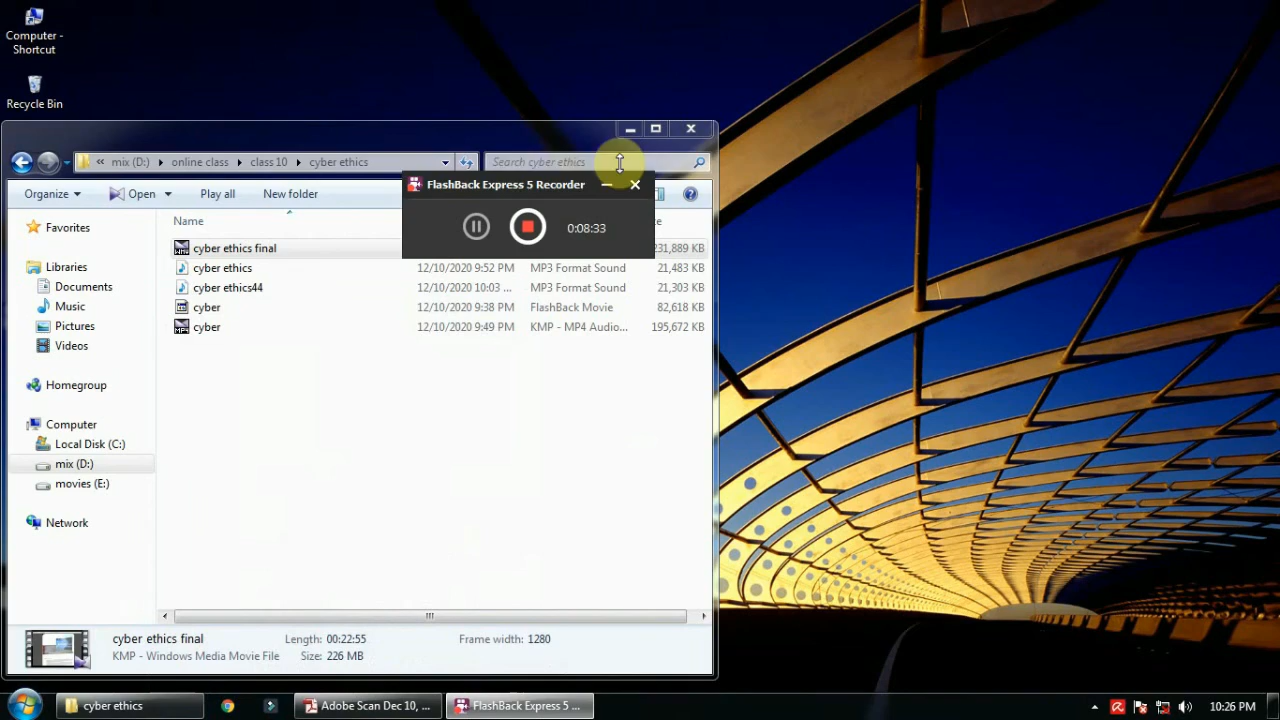 Computer -
Shortcut
Recycle Bin
« mix (D:) online class class 10 cyber ethics
Search cyber ethics
Organize Open Play all New folder
FlashBack Express 5 Recorder
0:08:33
Name
Favorites
Libraries
Documents
Music
Pictures
Videos
Homegroup
Computer
Local Disk (C:)
mix (D:)
movies (E:)
Network
cyber ethics final 231,889 KB
cyber ethics 12/10/2020 9:52 PM MP3 Format Sound 21,483 KB
cyber ethics44 12/10/2020 10:03 ... MP3 Format Sound 21,303 KB
cyber 12/10/2020 9:38 PM FlashBack Movie 82,618 KB
cyber 12/10/2020 9:49 PM KMP - MP4 Audio... 195,672 KB
cyber ethics final Length: 00:22:55 Frame width: 1280
KMP - Windows Media Movie File Size: 226 MB
cyber ethics Adobe Scan Dec 10, ... FlashBack Express 5 ... 10:26 PM